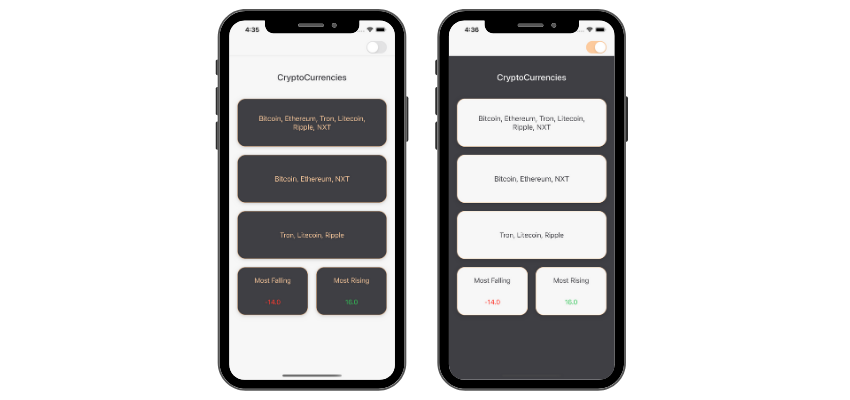 4:35
CryptoCurrencies
Bitcoin, Ethereum, Tron, Litecoin,
Ripple, NXT
Bitcoin, Ethereum, NXT
Tron, Litecoin, Ripple
Most Falling
-14.0
Most Rising
16.0
4:36
CryptoCurrencies
Bitcoin, Ethereum, Tron, Litecoin,
Ripple, NXT
Bitcoin, Ethereum, NXT
Tron, Litecoin, Ripple
Most Falling
-14.0
Most Rising
16.0